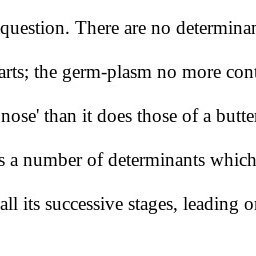 question. There are no determinan
arts; the germ-plasm no more cont
nose' than it does those of a butte
s a number of determinants which
all its successive stages, leading o